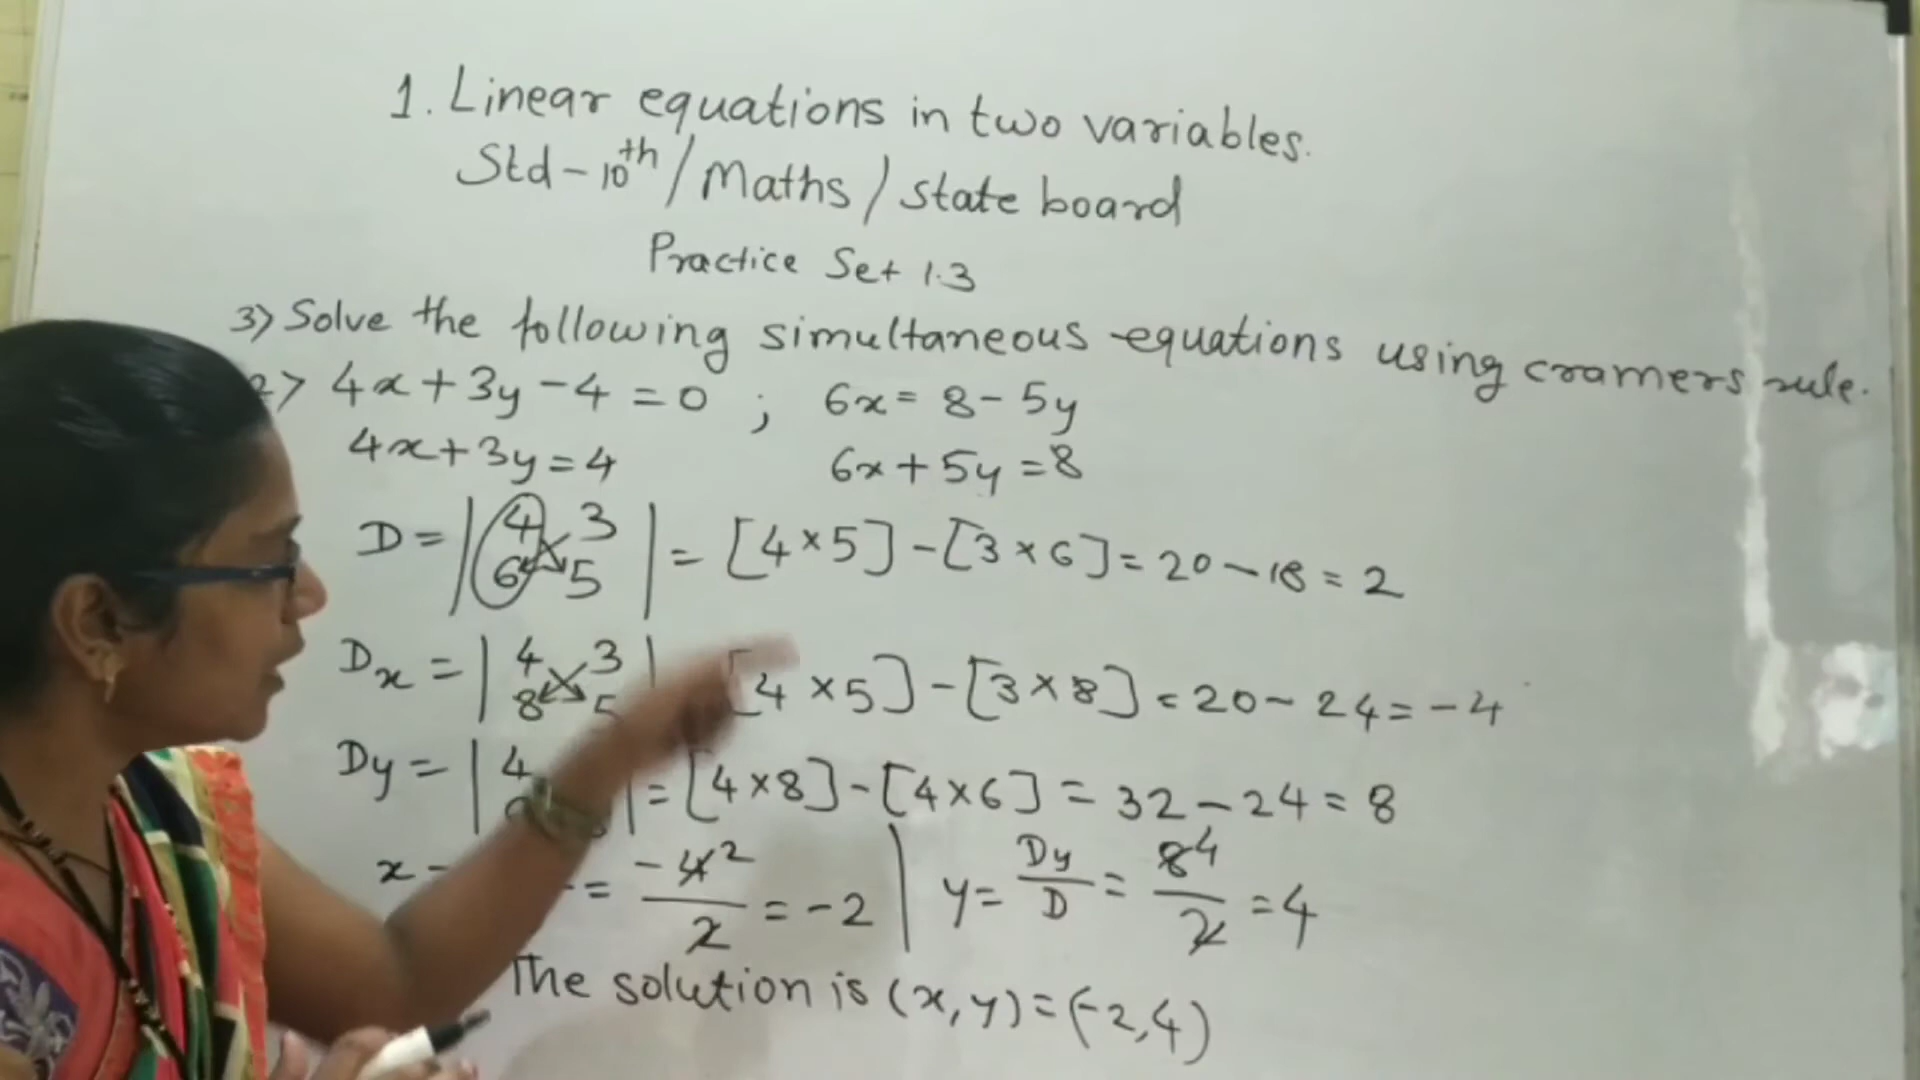 1. Linear equations in two variables.
Std-10th/Maths/State board
Practice Set 1.3
3) Solve the following simultaneous equations using cramers rule.
2> 4x+3y-4=0 ; 6x=8-5y
4x+3y=4 6x+5y=8
D=|4 3
6 5|=[4×5]-[3×6]=20-18=2
Dx=|4 3
8 5| [4×5]-[3×8]=20-24=-4
Dy=|4 |=[4×8]-[4×6]=32-24=8
x = -4²/2 =-2 | y= Dy/D = 8⁴/2 =4
The solution is (x,y)=(-2,4)